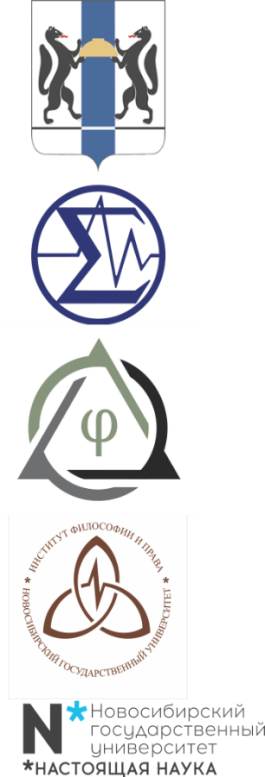 Σ
φ
ИНСТИТУТ ФИЛОСОФИИ И ПРАВА
* НОВОСИБИРСКИЙ ГОСУДАРСТВЕННЫЙ УНИВЕРСИТЕТ *
N* Новосибирский
государственный
университет
*НАСТОЯЩАЯ НАУКА